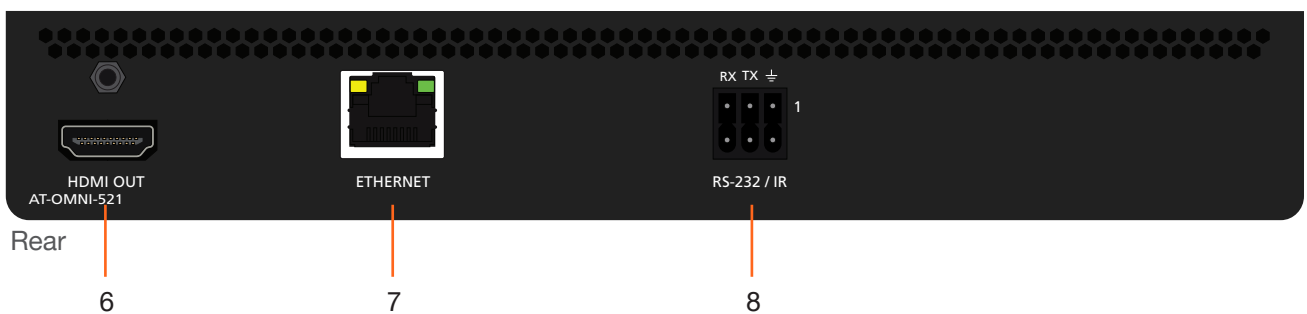 RX TX ⏚
1
HDMI OUT
ETHERNET
RS-232 / IR
AT-OMNI-521
Rear
6
7
8